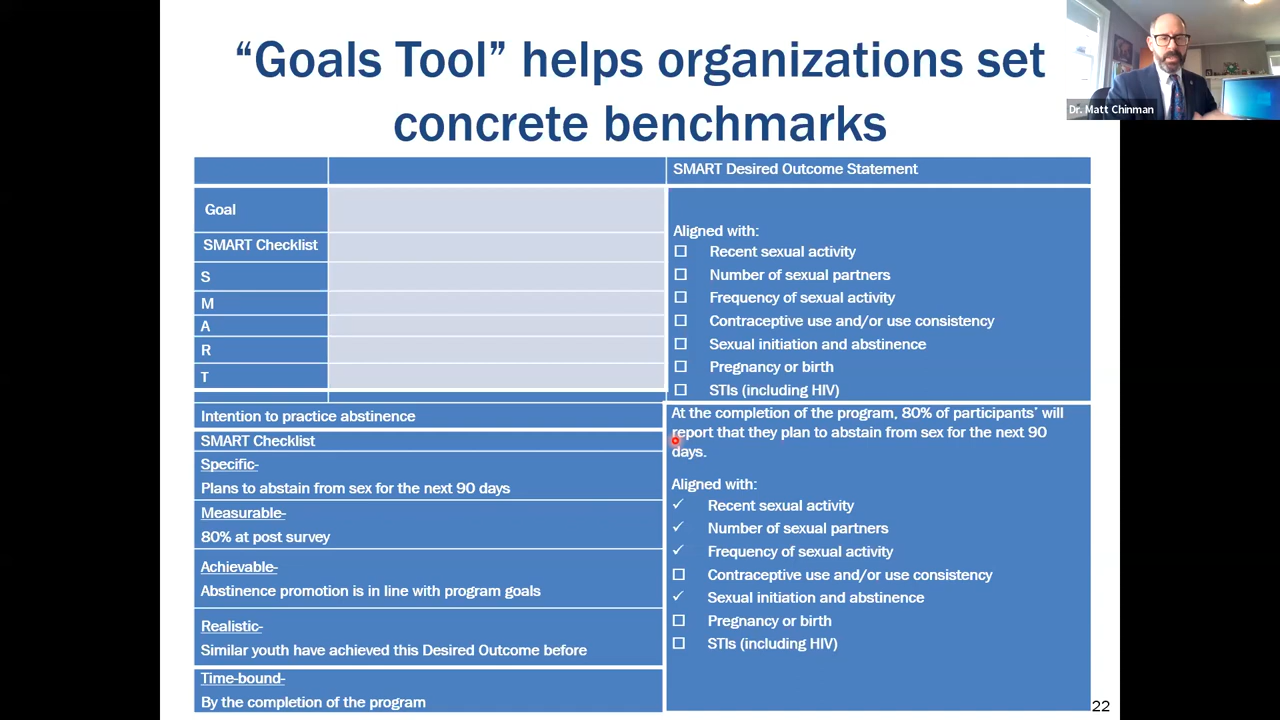 “Goals Tool” helps organizations set
concrete benchmarks
Dr. Matt Chinman
SMART Desired Outcome Statement
Goal
SMART Checklist
S
M
A
R
T
Aligned with:
Recent sexual activity
Number of sexual partners
Frequency of sexual activity
Contraceptive use and/or use consistency
Sexual initiation and abstinence
Pregnancy or birth
STIs (including HIV)
Intention to practice abstinence
SMART Checklist
Specific-
Plans to abstain from sex for the next 90 days
Measurable-
80% at post survey
Achievable-
Abstinence promotion is in line with program goals
Realistic-
Similar youth have achieved this Desired Outcome before
Time-bound-
By the completion of the program
At the completion of the program, 80% of participants’ will
report that they plan to abstain from sex for the next 90
days.
Aligned with:
Recent sexual activity
Number of sexual partners
Frequency of sexual activity
Contraceptive use and/or use consistency
Sexual initiation and abstinence
Pregnancy or birth
STIs (including HIV)
22